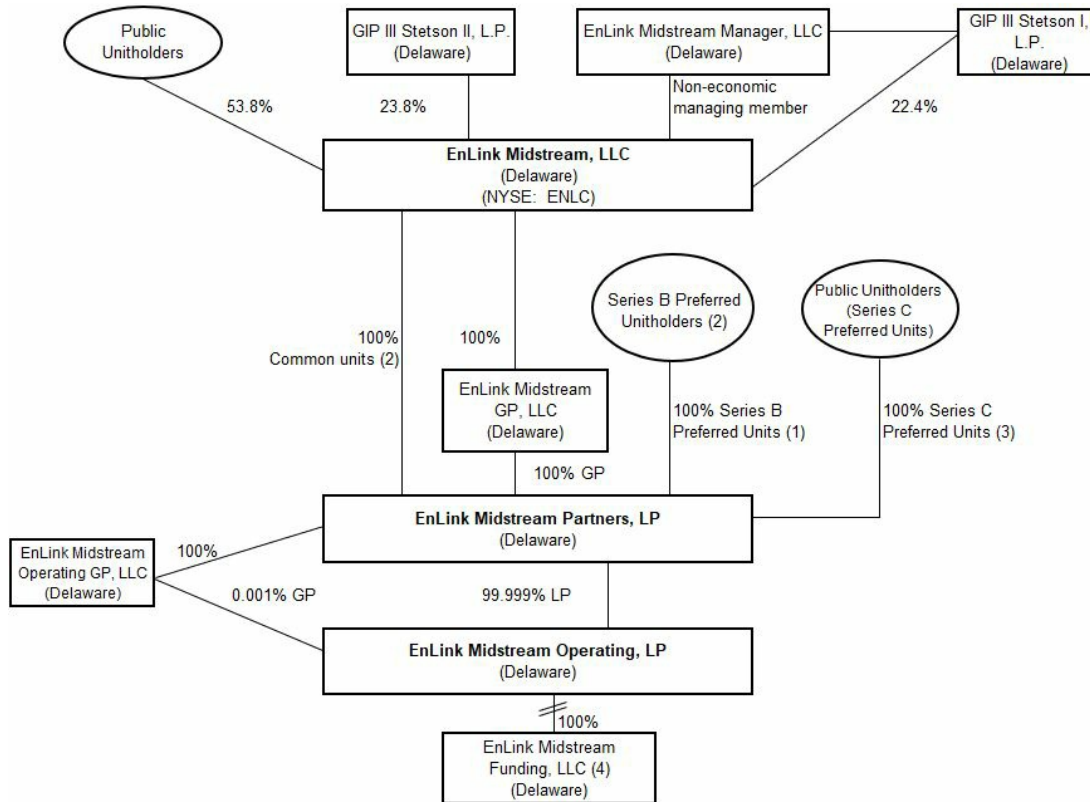 Public
Unitholders
GIP III Stetson II, L.P.
(Delaware)
EnLink Midstream Manager, LLC
(Delaware)
GIP III Stetson I,
L.P.
(Delaware)
53.8%
23.8%
Non-economic
managing member
22.4%
EnLink Midstream, LLC
(Delaware)
(NYSE: ENLC)
Series B Preferred
Unitholders (2)
Public Unitholders
(Series C
Preferred Units)
100%
Common units (2)
100%
EnLink Midstream
GP, LLC
(Delaware)
100% Series B
Preferred Units (1)
100% Series C
Preferred Units (3)
100% GP
EnLink Midstream Partners, LP
(Delaware)
EnLink Midstream
Operating GP, LLC
(Delaware)
100%
0.001% GP
99.999% LP
EnLink Midstream Operating, LP
(Delaware)
100%
EnLink Midstream
Funding, LLC (4)
(Delaware)